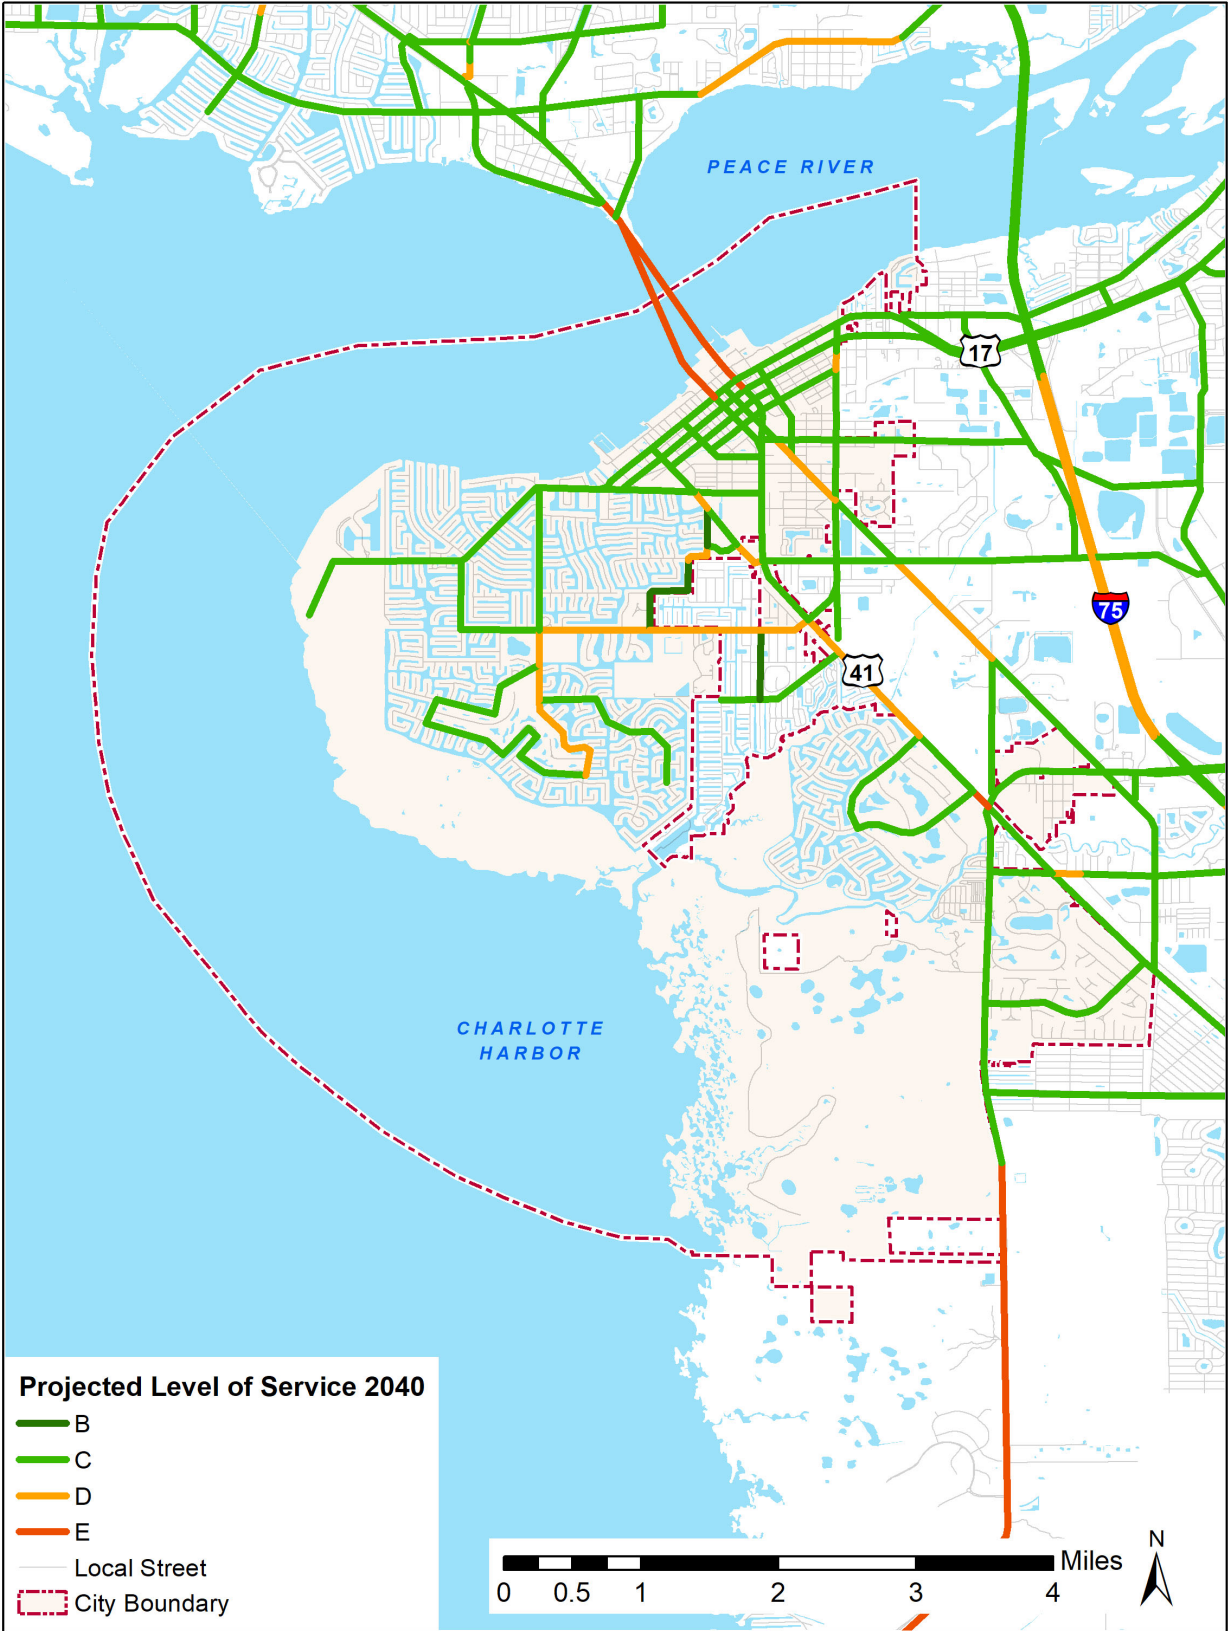 PEACE RIVER
17
75
41
CHARLOTTE
HARBOR
Projected Level of Service 2040
B
C
D
E
Local Street
City Boundary
Miles
0 0.5 1 2 3 4
N